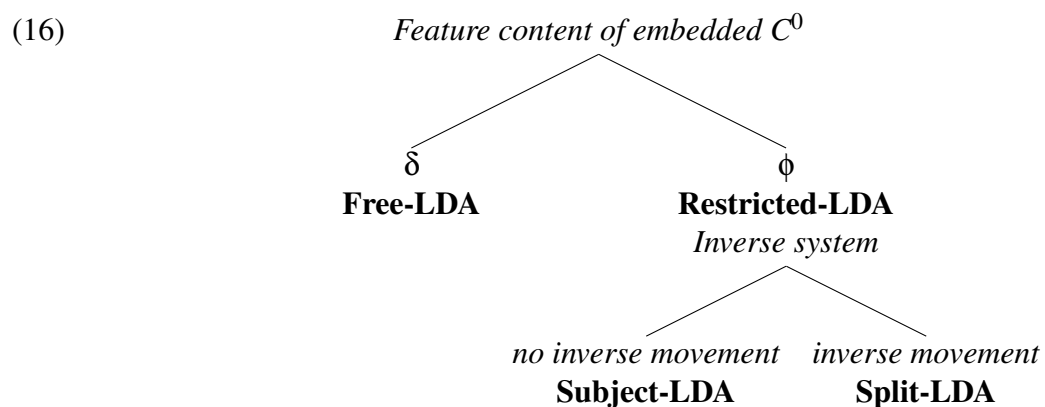 (16) Feature content of embedded C⁰
δ ϕ
Free-LDA Restricted-LDA
Inverse system
no inverse movement inverse movement
Subject-LDA Split-LDA